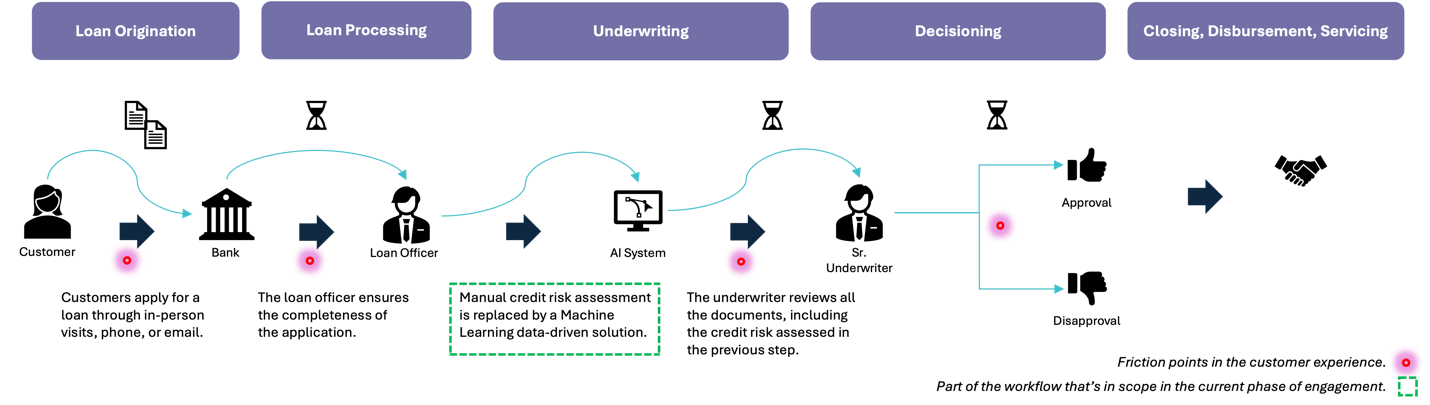 Loan Origination
Loan Processing
Underwriting
Decisioning
Closing, Disbursement, Servicing
Customer
Bank
Loan Officer
AI System
Sr.
Underwriter
Approval
Disapproval
Customers apply for a
loan through in-person
visits, phone, or email.
The loan officer ensures
the completeness of
the application.
Manual credit risk assessment
is replaced by a Machine
Learning data-driven solution.
The underwriter reviews all
the documents, including
the credit risk assessed in
the previous step.
Friction points in the customer experience.
Part of the workflow that's in scope in the current phase of engagement.